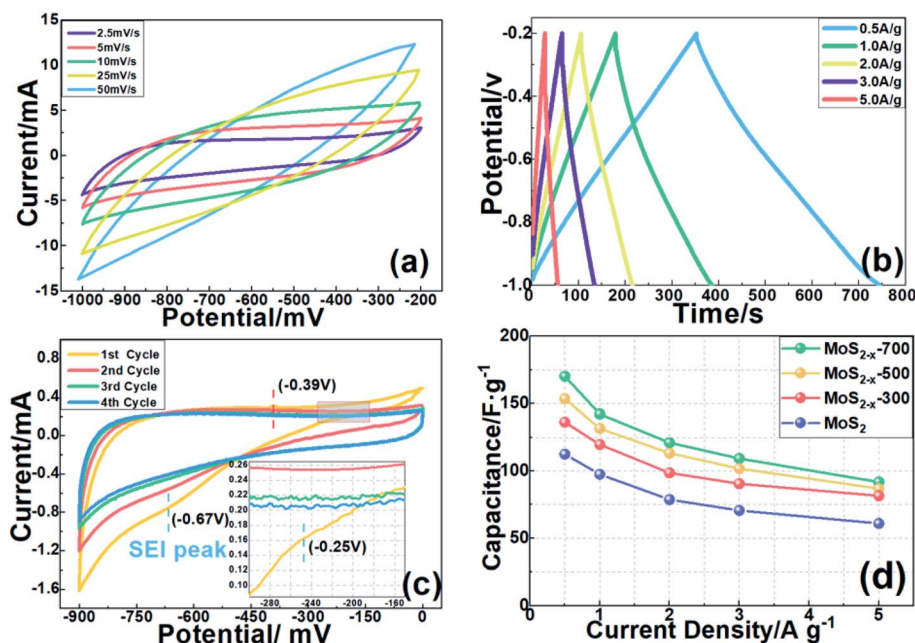 15
10
5
0
-5
-10
-15
Current/mA
2.5mV/s
5mV/s
10mV/s
25mV/s
50mV/s
(a)
-1000 -900 -800 -700 -600 -500 -400 -300 -200
Potential/mV
-0.2
-0.4
-0.6
-0.8
-1.0
Potential/v
0.5A/g
1.0A/g
2.0A/g
3.0A/g
5.0A/g
(b)
0 100 200 300 400 500 600 700 800
Time/s
0.8
0.4
0.0
-0.4
-0.8
-1.2
-1.6
Current/mA
1st Cycle
2nd Cycle
3rd Cycle
4th Cycle
(-0.39V)
(-0.67V)
SEI peak
0.26
0.24
0.22
0.20
0.18
0.16
0.14
0.12
0.10
(-0.25V)
-280 -240 -200 -160
(c)
-900 -750 -600 -450 -300 -150 0
Potential/ mV
200
150
100
50
0
Capacitance/F·g-1
MoS2-x-700
MoS2-x-500
MoS2-x-300
MoS2
(d)
0 1 2 3 4 5
Current Density/A g-1